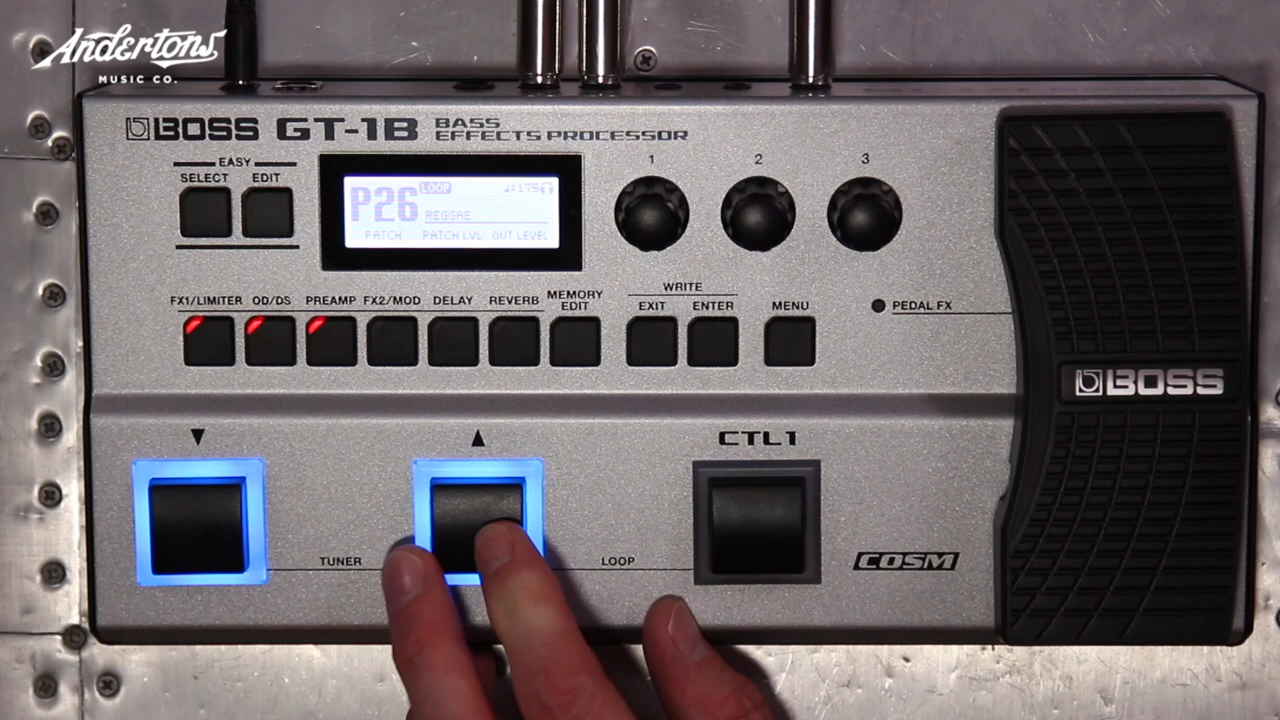 Andertons
MUSIC CO.
BOSS GT-1B BASS EFFECTS PROCESSOR
EASY
SELECT EDIT
P26 LOOP ♩=175
REGGAE
PATCH PATCH LVL OUT LEVEL
1 2 3
FX1/LIMITER OD/DS PREAMP FX2/MOD DELAY REVERB MEMORY EDIT
WRITE
EXIT ENTER MENU
PEDAL FX
BOSS
▼ ▲ CTL1
TUNER LOOP
COSM